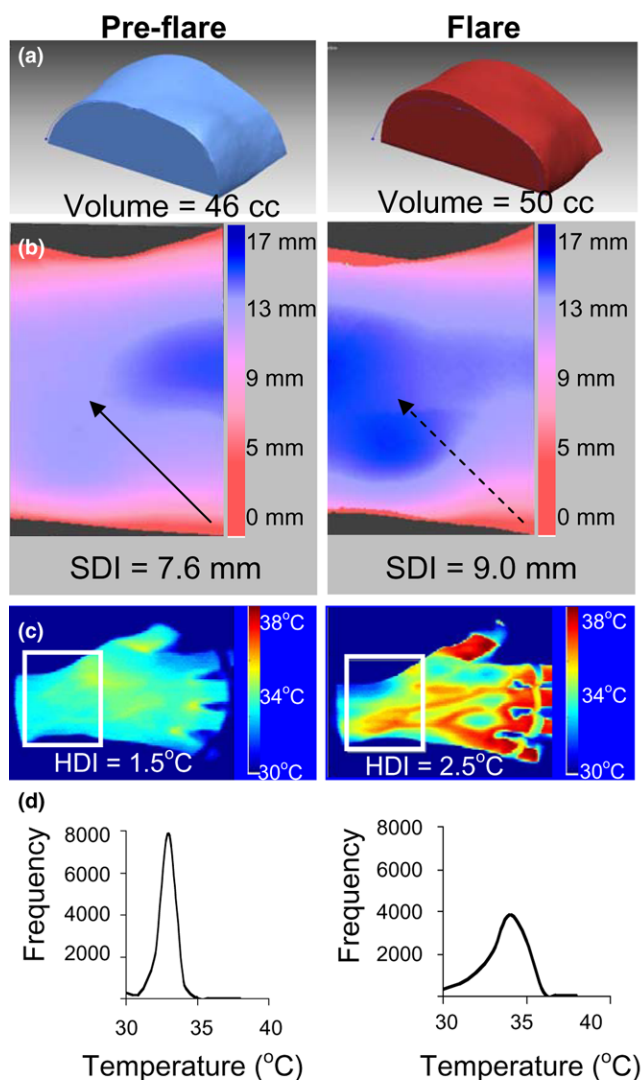 Pre-flare
Flare
(a)
Volume = 46 cc
Volume = 50 cc
(b)
17 mm
13 mm
9 mm
5 mm
0 mm
17 mm
13 mm
9 mm
5 mm
0 mm
SDI = 7.6 mm
SDI = 9.0 mm
(c)
38°C
34°C
30°C
HDI = 1.5°C
38°C
34°C
30°C
HDI = 2.5°C
(d)
Frequency
8000
6000
4000
2000
30
35
40
Temperature (°C)
Frequency
8000
6000
4000
2000
30
35
40
Temperature (°C)